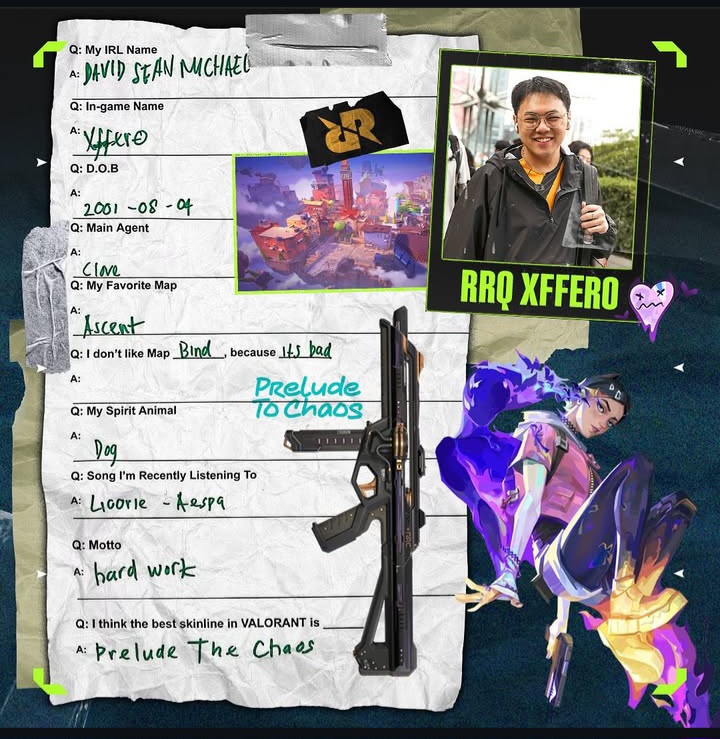 Q: My IRL Name
A: DAVID SEAN MICHAEL
Q: In-game Name
A: Xffero
Q: D.O.B
A: 2001 - 08 - 04
Q: Main Agent
A: Clove
Q: My Favorite Map
A: Ascent
Q: I don't like Map Bind, because its bad
A:
Q: My Spirit Animal
A: Dog
Q: Song I'm Recently Listening To
A: Licorie - Aespa
Q: Motto
A: hard work
Q: I think the best skinline in VALORANT is ______
A: Prelude The Chaos
RRQ XFFERO
Prelude
To Chaos